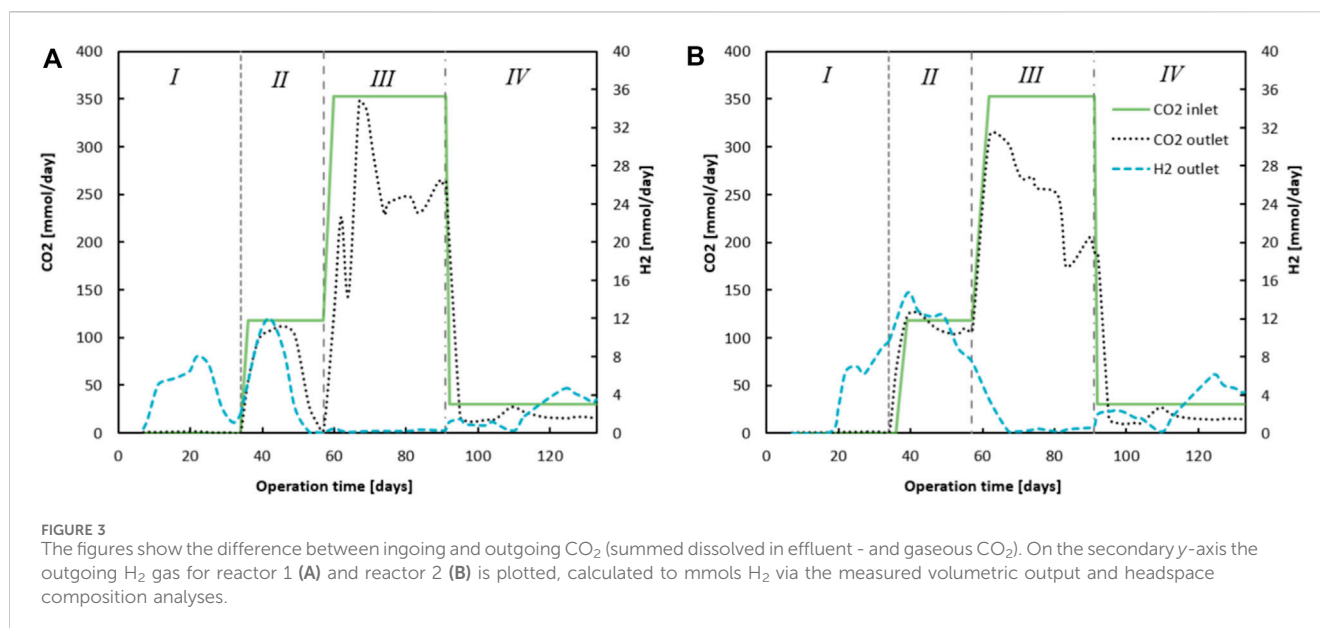 A
400
350
300
250
200
150
100
50
0
CO2 [mmol/day]
I
II
III
IV
40
36
32
28
24
20
16
12
8
4
0
H2 [mmol/day]
0
20
40
60
80
100
120
Operation time [days]
B
400
350
300
250
200
150
100
50
0
CO2 [mmol/day]
I
II
III
IV
CO2 inlet
CO2 outlet
H2 outlet
40
36
32
28
24
20
16
12
8
4
0
H2 [mmol/day]
0
20
40
60
80
100
120
Operation time [days]
FIGURE 3
The figures show the difference between ingoing and outgoing CO₂ (summed dissolved in effluent - and gaseous CO₂). On the secondary y-axis the
outgoing H₂ gas for reactor 1 (A) and reactor 2 (B) is plotted, calculated to mmols H₂ via the measured volumetric output and headspace
composition analyses.